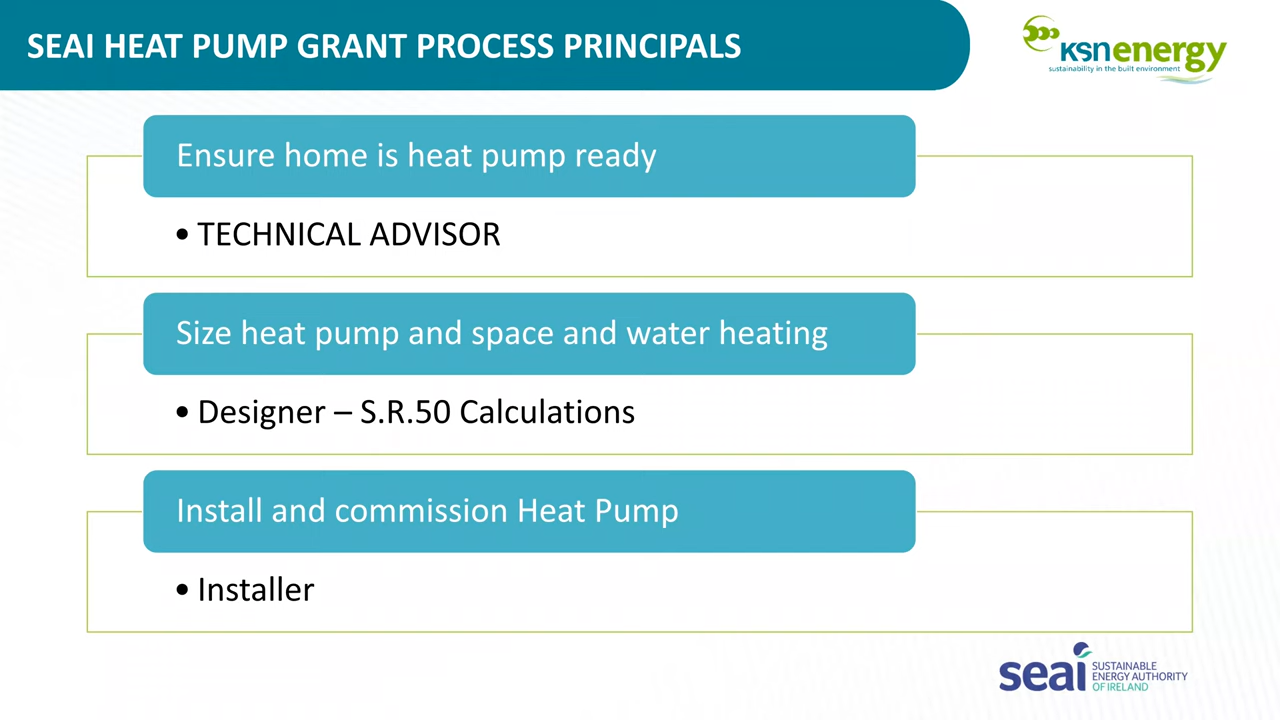 SEAI HEAT PUMP GRANT PROCESS PRINCIPALS
KSNenergy
sustainability in the built environment
Ensure home is heat pump ready
• TECHNICAL ADVISOR
Size heat pump and space and water heating
• Designer – S.R.50 Calculations
Install and commission Heat Pump
• Installer
seai
SUSTAINABLE
ENERGY AUTHORITY
OF IRELAND